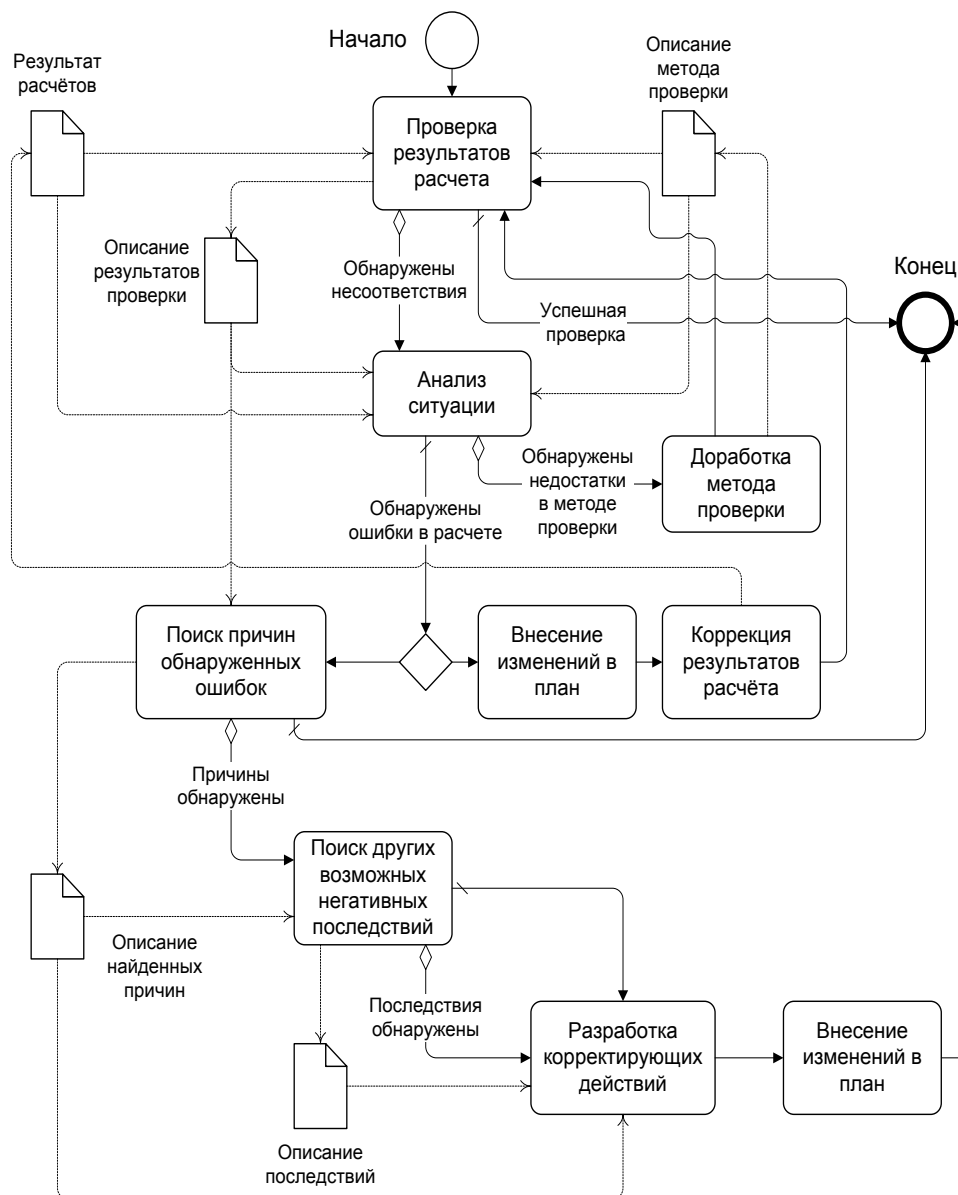 Начало
Результат
расчётов
Описание
метода
проверки
Проверка
результатов
расчета
Описание
результатов
проверки
Обнаружены
несоответствия
Конец
Успешная
проверка
Анализ
ситуации
Обнаружены
недостатки
в методе
проверки
Доработка
метода
проверки
Обнаружены
ошибки в расчете
Поиск причин
обнаруженных
ошибок
Внесение
изменений в
план
Коррекция
результатов
расчёта
Причины
обнаружены
Поиск других
возможных
негативных
последствий
Описание
найденных
причин
Последствия
обнаружены
Разработка
корректирующих
действий
Внесение
изменений в
план
Описание
последствий